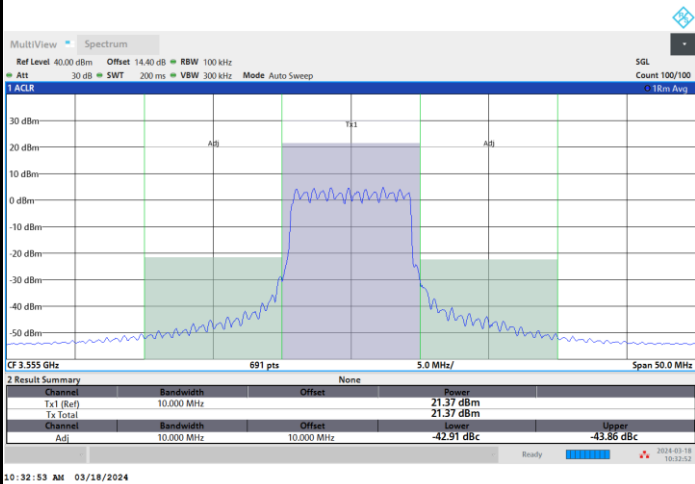 MultiView Spectrum
Ref Level 40.00 dBm Offset 14.40 dB RBW 100 kHz SGL
Att 30 dB SWT 200 ms VBW 300 kHz Mode Auto Sweep Count 100/100
1 ACLR 1Rm Avg
30 dBm
Tx1
20 dBm
Adj Adj
10 dBm
0 dBm
-10 dBm
-20 dBm
-30 dBm
-40 dBm
-50 dBm
CF 3.555 GHz 691 pts 5.0 MHz/ Span 50.0 MHz
2 Result Summary None
Channel Bandwidth Offset Power
Tx1 (Ref) 10.000 MHz 21.37 dBm
Tx Total 21.37 dBm
Channel Bandwidth Offset Lower Upper
Adj 10.000 MHz 10.000 MHz -42.91 dBc -43.86 dBc
Ready 2024-03-18
10:32:52
10:32:53 AM 03/18/2024